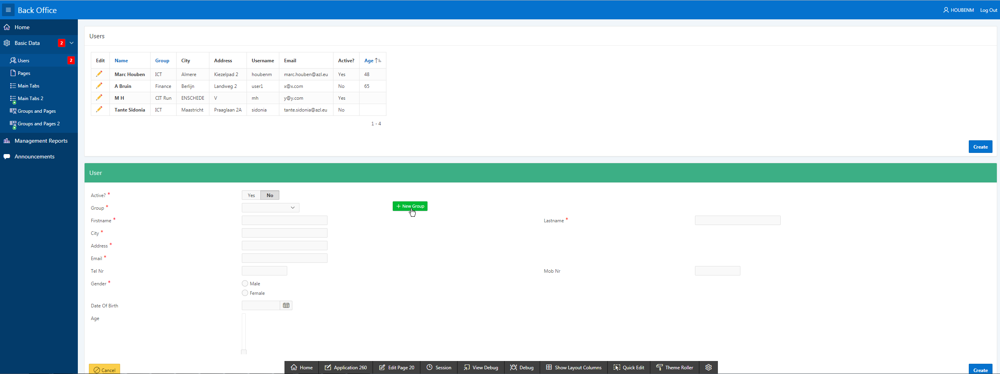 Back Office
HOUBENM Log Out
Home
Basic Data 2
Users 2
Pages
Main Tabs
Main Tabs 2
Groups and Pages
Groups and Pages 2
Management Reports
Announcements
Users
Edit Name Group City Address Username Email Active? Age
Marc Houben ICT Almere Kiezelpad 2 houbenm marc.houben@azl.eu Yes 48
A Bruin Finance Berlijn Landweg 2 user1 x@x.com No 65
M H CIT Run ENSCHEDE V mh y@y.com Yes
Tante Sidonia ICT Maastricht Praaglaan 2A sidonia tante.sidonia@azl.eu No
1 - 4
Create
User
Active? * Yes No
Group * + New Group
Firstname * Lastname *
City *
Address *
Email *
Tel Nr Mob Nr
Gender * Male
Female
Date Of Birth
Age
Cancel Create
Home Application 260 Edit Page 20 Session View Debug Debug Show Layout Columns Quick Edit Theme Roller